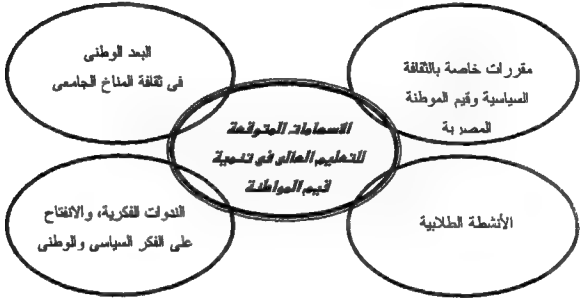 مقررات خاصة بالثقافة
السياسية وقيم الموطنة
المصرية
البعد الوطنى
فى ثقافة المناخ الجامعى
الاسهامات المتوقعة
للتعليم العالى فى تنمية
قيم المواطنة
الأنشطة الطلابية
الندوات الفكرية، والانفتاح
على الفكر السياسى والوطنى